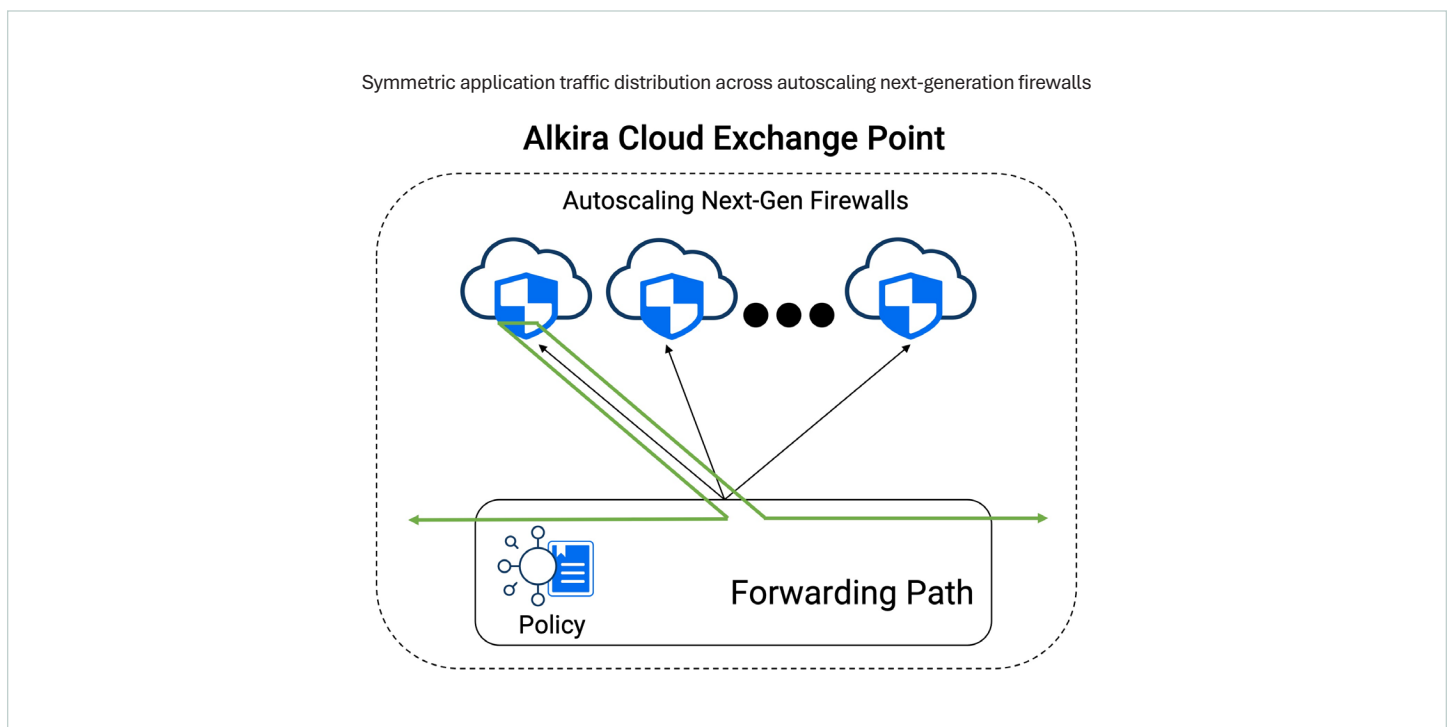 Symmetric application traffic distribution across autoscaling next-generation firewalls
Alkira Cloud Exchange Point
Autoscaling Next-Gen Firewalls
Forwarding Path
Policy